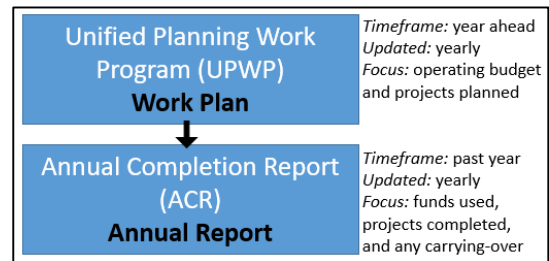 Unified Planning Work
Program (UPWP)
Work Plan
Timeframe: year ahead
Updated: yearly
Focus: operating budget
and projects planned
Annual Completion Report
(ACR)
Annual Report
Timeframe: past year
Updated: yearly
Focus: funds used,
projects completed,
and any carrying-over